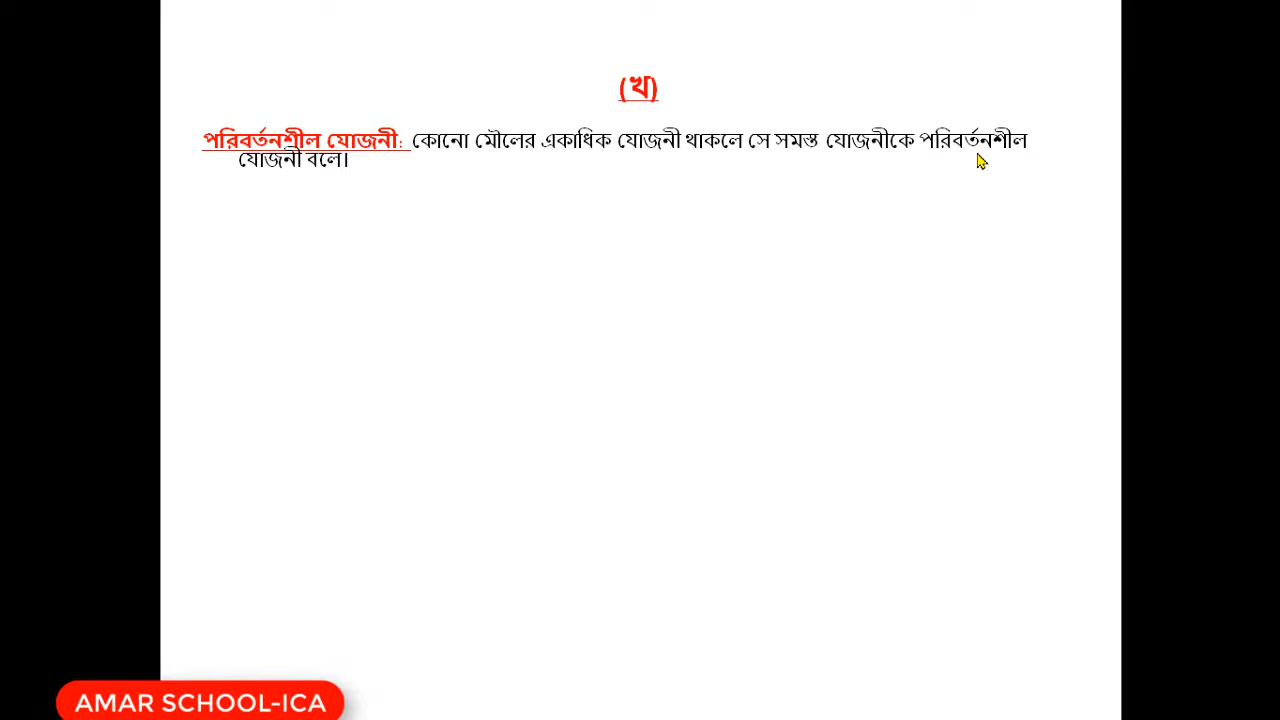 (খ)
পরিবর্তনশীল যোজনী: কোনো মৌলের একাধিক যোজনী থাকলে সে সমস্ত যোজনীকে পরিবর্তনশীল
যোজনী বলে।
AMAR SCHOOL-ICA